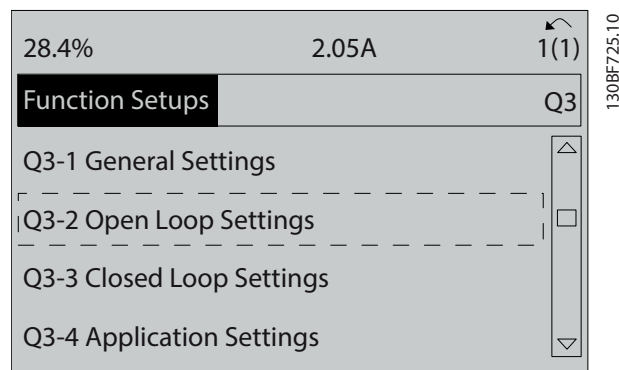 28.4% 2.05A 1(1)
Function Setups Q3
Q3-1 General Settings
Q3-2 Open Loop Settings
Q3-3 Closed Loop Settings
Q3-4 Application Settings
130BF725.10